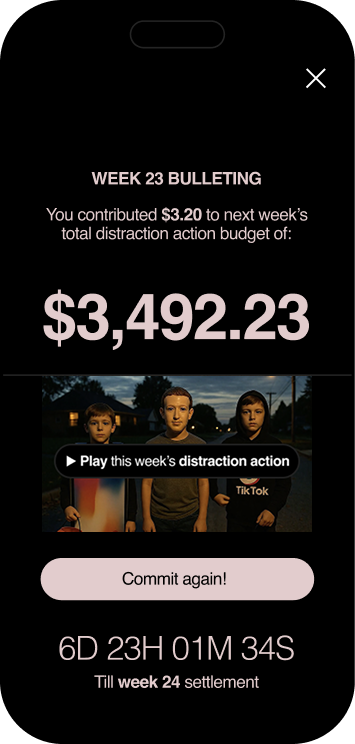 WEEK 23 BULLETING
You contributed $3.20 to next week’s
total distraction action budget of:
$3,492.23
Play this week’s distraction action
TikTok
Commit again!
6D 23H 01M 34S
Till week 24 settlement